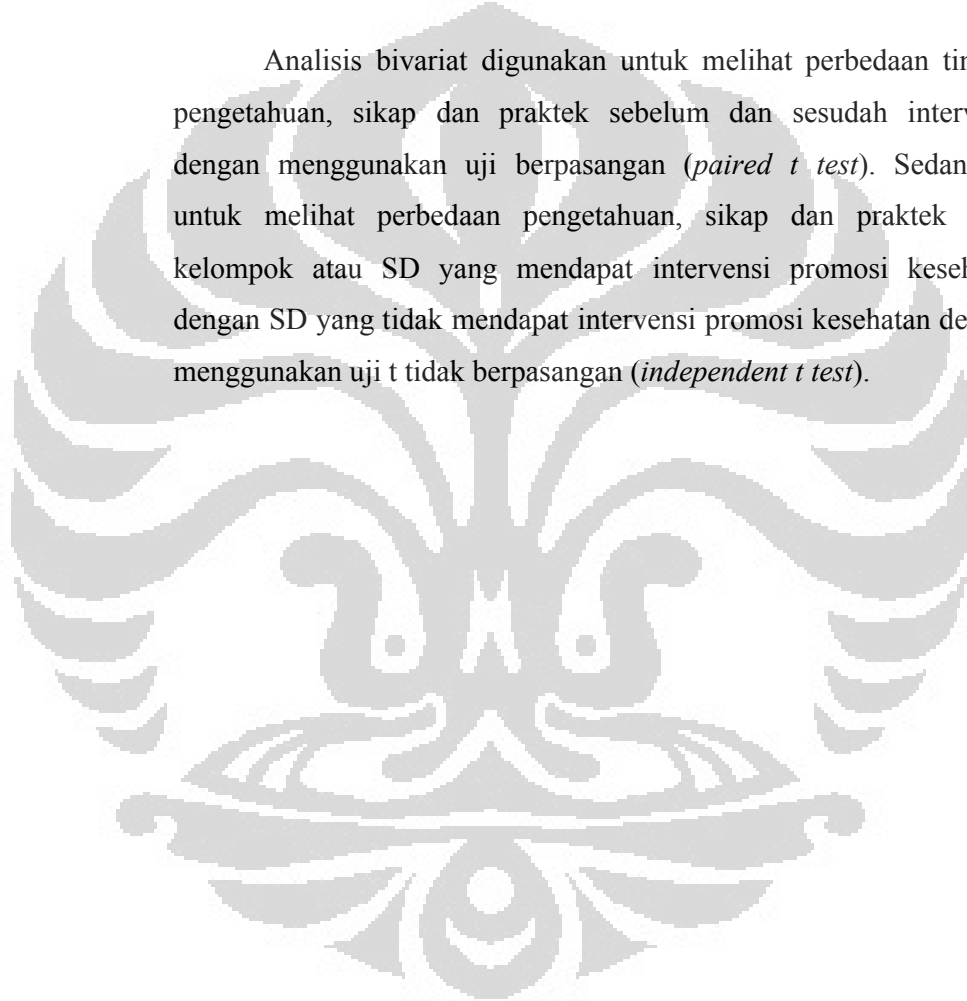 Analisis bivariat digunakan untuk melihat perbedaan
pengetahuan, sikap dan praktek sebelum dan sesudah
dengan menggunakan uji berpasangan (paired t test).
untuk melihat perbedaan pengetahuan, sikap dan praktek
kelompok atau SD yang mendapat intervensi promosi
dengan SD yang tidak mendapat intervensi promosi kesehatan
menggunakan uji t tidak berpasangan (independent t test).